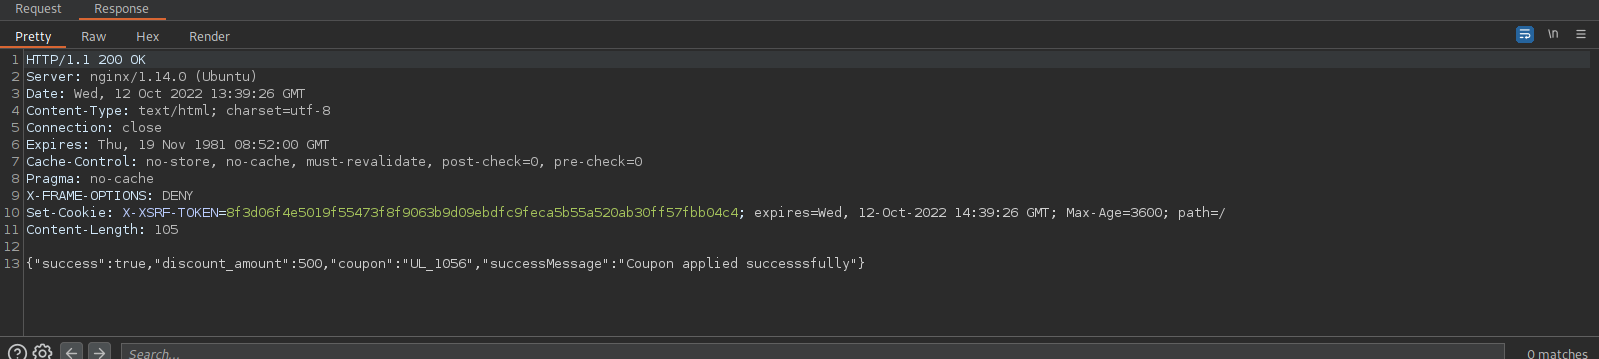 Request Response
Pretty Raw Hex Render \n
1 HTTP/1.1 200 OK
2 Server: nginx/1.14.0 (Ubuntu)
3 Date: Wed, 12 Oct 2022 13:39:26 GMT
4 Content-Type: text/html; charset=utf-8
5 Connection: close
6 Expires: Thu, 19 Nov 1981 08:52:00 GMT
7 Cache-Control: no-store, no-cache, must-revalidate, post-check=0, pre-check=0
8 Pragma: no-cache
9 X-FRAME-OPTIONS: DENY
10 Set-Cookie: X-XSRF-TOKEN=8f3d06f4e5019f55473f8f9063b9d09ebdfc9feca5b55a520ab30ff57fbb04c4; expires=Wed, 12-Oct-2022 14:39:26 GMT; Max-Age=3600; path=/
11 Content-Length: 105
12
13 {"success":true,"discount_amount":500,"coupon":"UL_1056","successMessage":"Coupon applied successsfully"}
Search... 0 matches